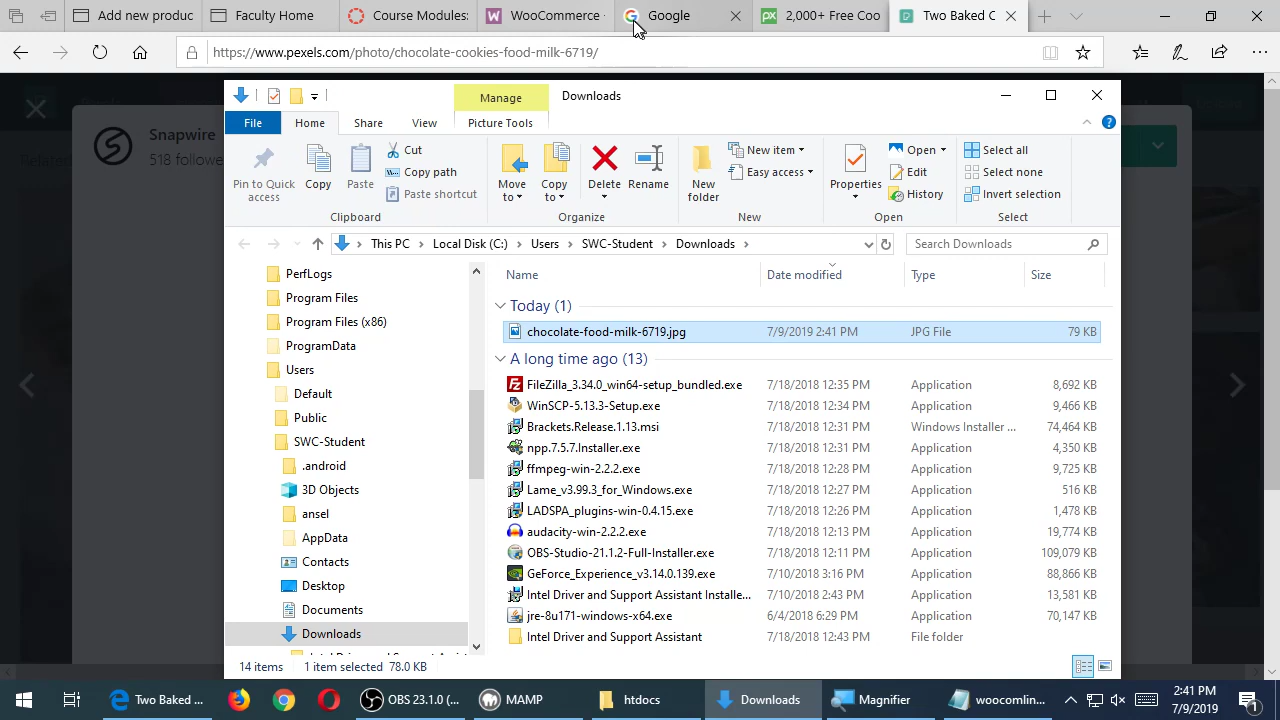 Add new produc
Faculty Home
Course Modules:
WooCommerce
Google
2,000+ Free Coo
Two Baked C
https://www.pexels.com/photo/chocolate-cookies-food-milk-6719/
Snapwire
518 followe
Related
Manage
Downloads
File
Home
Share
View
Picture Tools
Pin to Quick access
Copy
Paste
Cut
Copy path
Paste shortcut
Clipboard
Move to
Copy to
Delete
Rename
Organize
New folder
New item
Easy access
New
Properties
Open
Edit
History
Open
Select all
Select none
Invert selection
Select
This PC > Local Disk (C:) > Users > SWC-Student > Downloads >
Search Downloads
Name
Date modified
Type
Size
PerfLogs
Program Files
Program Files (x86)
ProgramData
Users
Default
Public
SWC-Student
.android
3D Objects
ansel
AppData
Contacts
Desktop
Documents
Downloads
Today (1)
chocolate-food-milk-6719.jpg 7/9/2019 2:41 PM JPG File 79 KB
A long time ago (13)
FileZilla_3.34.0_win64-setup_bundled.exe 7/18/2018 12:35 PM Application 8,692 KB
WinSCP-5.13.3-Setup.exe 7/18/2018 12:34 PM Application 9,466 KB
Brackets.Release.1.13.msi 7/18/2018 12:31 PM Windows Installer ... 74,464 KB
npp.7.5.7.Installer.exe 7/18/2018 12:31 PM Application 4,350 KB
ffmpeg-win-2.2.2.exe 7/18/2018 12:28 PM Application 9,725 KB
Lame_v3.99.3_for_Windows.exe 7/18/2018 12:27 PM Application 516 KB
LADSPA_plugins-win-0.4.15.exe 7/18/2018 12:26 PM Application 1,478 KB
audacity-win-2.2.2.exe 7/18/2018 12:13 PM Application 19,774 KB
OBS-Studio-21.1.2-Full-Installer.exe 7/18/2018 12:11 PM Application 109,079 KB
GeForce_Experience_v3.14.0.139.exe 7/10/2018 3:16 PM Application 88,866 KB
Intel Driver and Support Assistant Installe... 7/10/2018 2:43 PM Application 13,581 KB
jre-8u171-windows-x64.exe 6/4/2018 6:29 PM Application 70,147 KB
Intel Driver and Support Assistant 7/18/2018 12:43 PM File folder
14 items 1 item selected 78.0 KB
Two Baked
OBS 23.1.0 (...
MAMP
htdocs
Downloads
Magnifier
woocomlin...
2:41 PM
7/9/2019
1